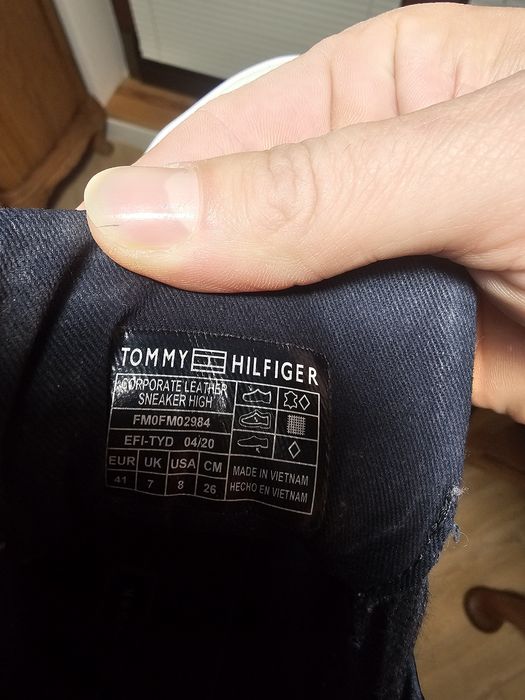 TOMMY HILFIGER
CORPORATE LEATHER
SNEAKER HIGH
FM0FM02984
EFI-TYD 04/20
EUR UK USA CM
41 7 8 26
MADE IN VIETNAM
HECHO EN VIETNAM